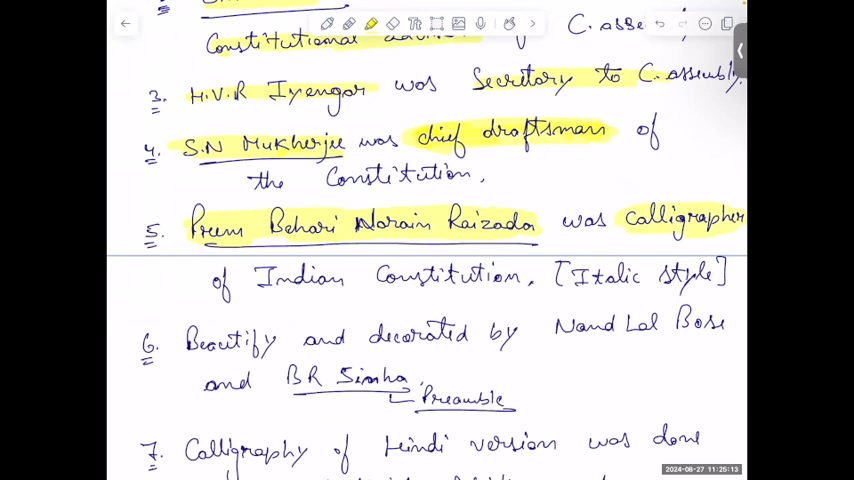 Constitutional
of C. asse
3. H.V.R Iyengar was Secretary to C. assembly.
4. S.N Mukherjee was chief draftsman of
the Constitution.
5. Prem Behari Narain Raizada was Calligrapher
of Indian Constitution. [Italic style]
6. Beautify and decorated by Nand Lal Bose
and BR Simha
Preamble
7. Calligraphy of Hindi version was done
2024-08-27 11:25:13